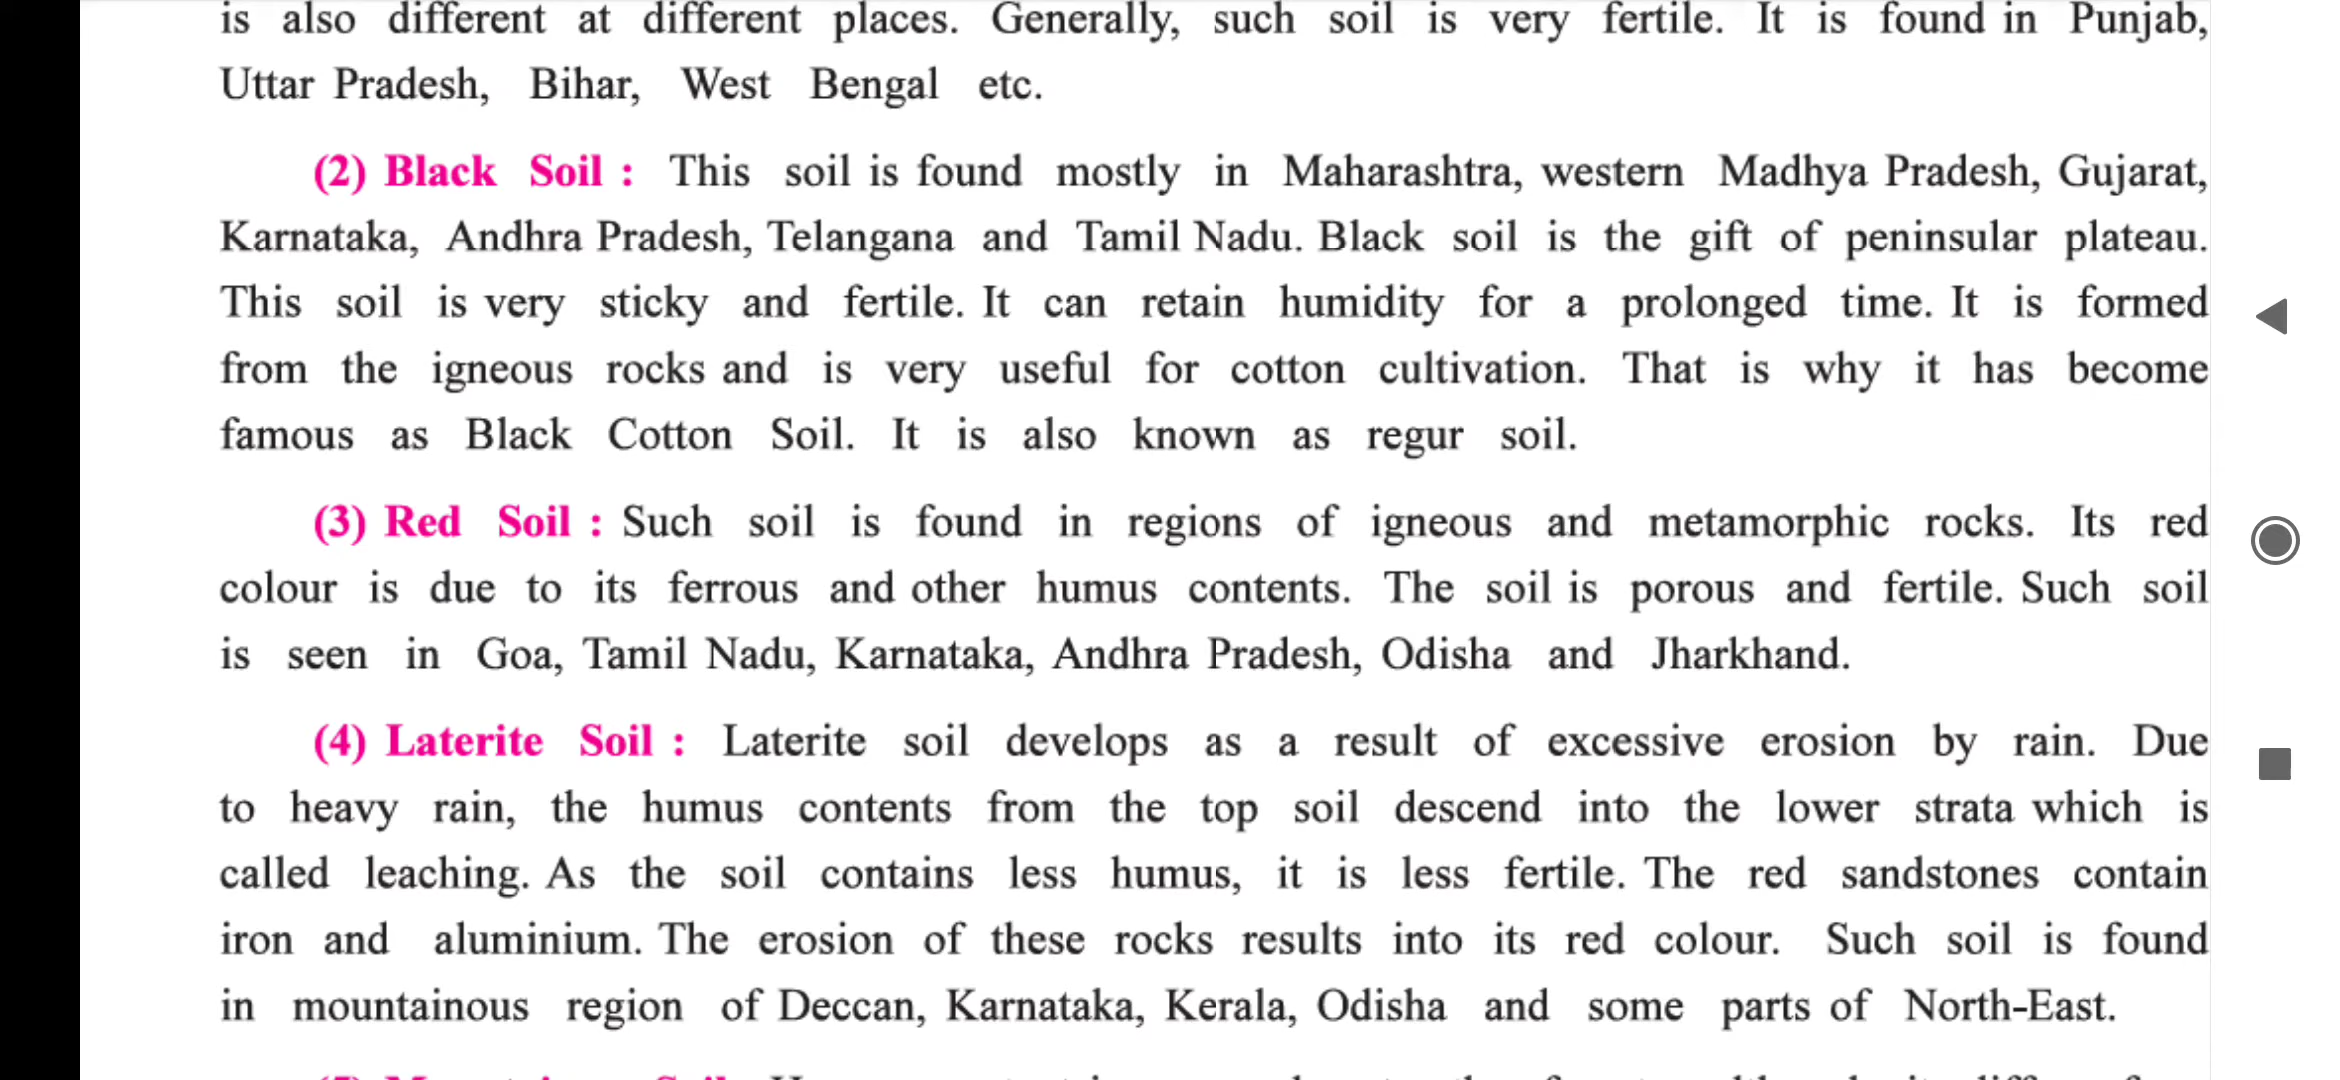 is also different at different places. Generally, such soil is very fertile. It is found in Punjab,
Uttar Pradesh, Bihar, West Bengal etc.
(2) Black Soil : This soil is found mostly in Maharashtra, western Madhya Pradesh, Gujarat,
Karnataka, Andhra Pradesh, Telangana and Tamil Nadu. Black soil is the gift of peninsular plateau.
This soil is very sticky and fertile. It can retain humidity for a prolonged time. It is formed
from the igneous rocks and is very useful for cotton cultivation. That is why it has become
famous as Black Cotton Soil. It is also known as regur soil.
(3) Red Soil : Such soil is found in regions of igneous and metamorphic rocks. Its red
colour is due to its ferrous and other humus contents. The soil is porous and fertile. Such soil
is seen in Goa, Tamil Nadu, Karnataka, Andhra Pradesh, Odisha and Jharkhand.
(4) Laterite Soil : Laterite soil develops as a result of excessive erosion by rain. Due
to heavy rain, the humus contents from the top soil descend into the lower strata which is
called leaching. As the soil contains less humus, it is less fertile. The red sandstones contain
iron and aluminium. The erosion of these rocks results into its red colour. Such soil is found
in mountainous region of Deccan, Karnataka, Kerala, Odisha and some parts of North-East.